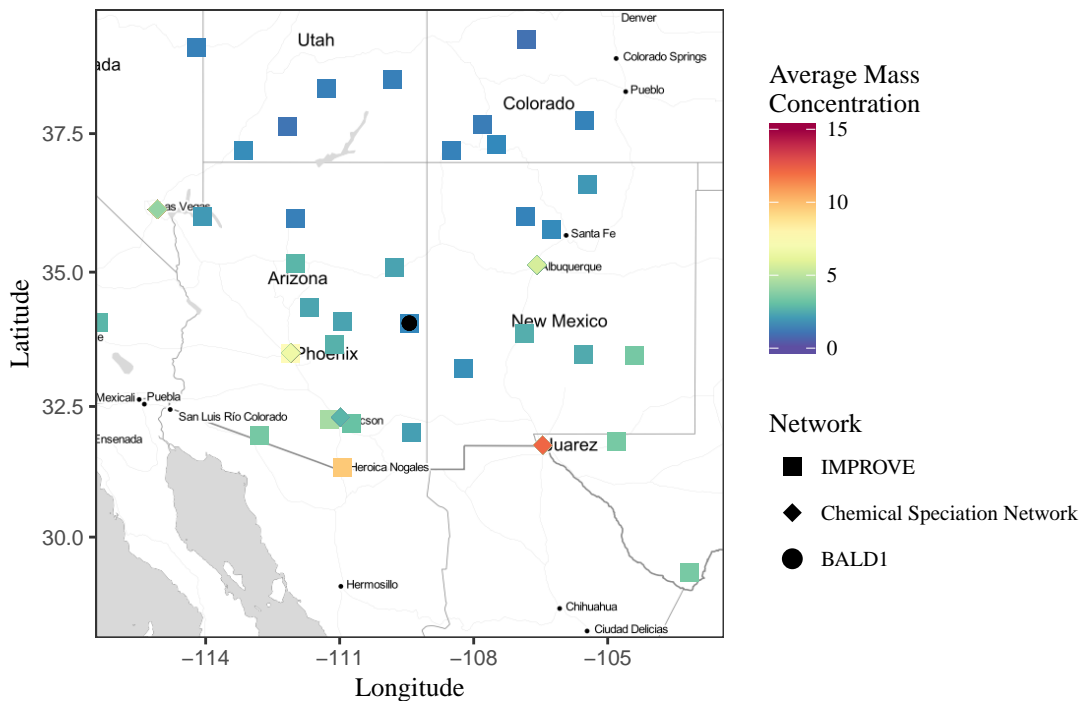 Denver
Utah
ada
Colorado Springs
Pueblo
Colorado
as Vegas
Santa Fe
Albuquerque
Arizona
New Mexico
e
Phoenix
Mexicali
Puebla
San Luis Río Colorado
cson
Ensenada
Juarez
Heroica Nogales
Hermosillo
Chihuahua
Ciudad Delicias
37.5
35.0
32.5
30.0
Latitude
−114
−111
−108
−105
Longitude
Average Mass
Concentration
15
10
5
0
Network
IMPROVE
Chemical Speciation Network
BALD1